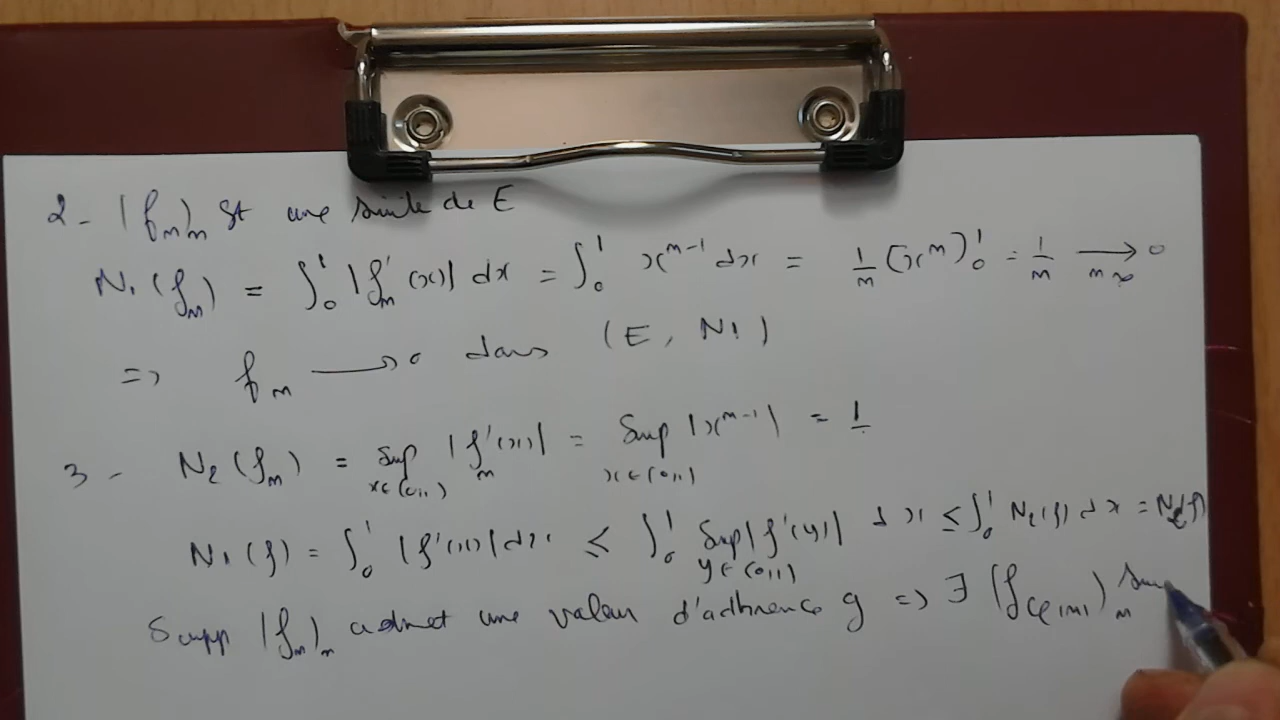 2 - (fₙ)ₙ st une suite de E
N₁(fₙ) = ∫₀¹ |fₙ'(x)| dx = ∫₀¹ xⁿ⁻¹ dx = 1/n (xⁿ)₀¹ = 1/n → 0 n ∞
=> fₙ → 0 dans (E, N₁)
3 - N₂(fₙ) = sup x∈(0,1) |fₙ'(x)| = sup x∈(0,1) |xⁿ⁻¹| = 1
N₁(f) = ∫₀¹ |f'(x)| dx ≤ ∫₀¹ sup y∈(0,1) |f'(y)| dx ≤ ∫₀¹ N₂(f) dx = N₂(f)
Supp (fₙ)ₙ admet une valeur d'adhrence g => ∃ (f_φ(n))ₙ